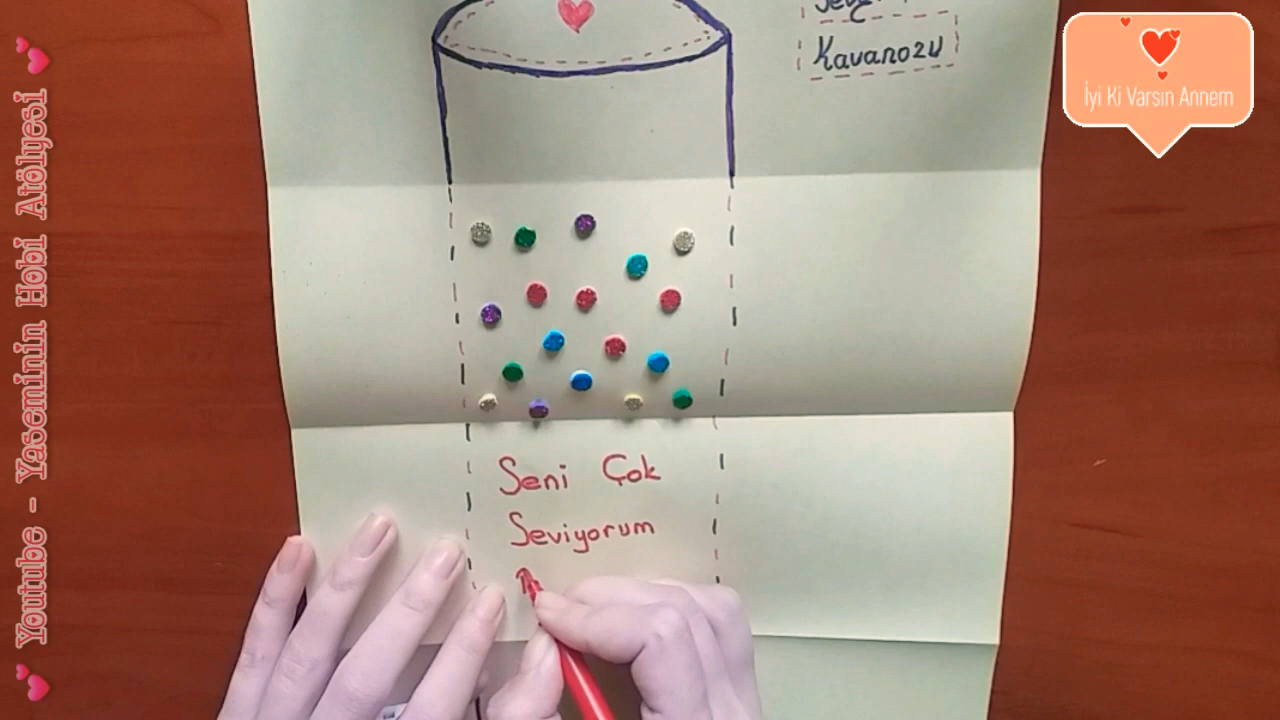 Kavanozu
İyi Ki Varsın Annem
Seni Çok
Seviyorum
Youtube - Yaseminin Hobi Atölyesi